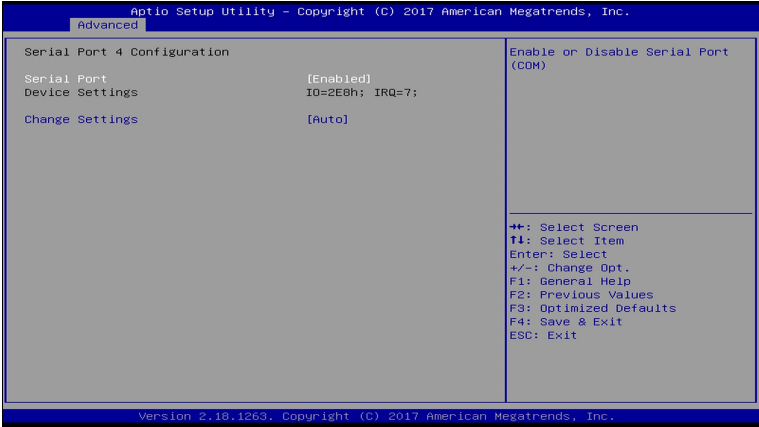 Aptio Setup Utility – Copyright (C) 2017 American Megatrends, Inc.
Advanced
Serial Port 4 Configuration
Serial Port [Enabled]
Device Settings IO=2E8h; IRQ=7;
Change Settings [Auto]
Enable or Disable Serial Port
(COM)
→←: Select Screen
↑↓: Select Item
Enter: Select
+/-: Change Opt.
F1: General Help
F2: Previous Values
F3: Optimized Defaults
F4: Save & Exit
ESC: Exit
Version 2.18.1263. Copyright (C) 2017 American Megatrends, Inc.